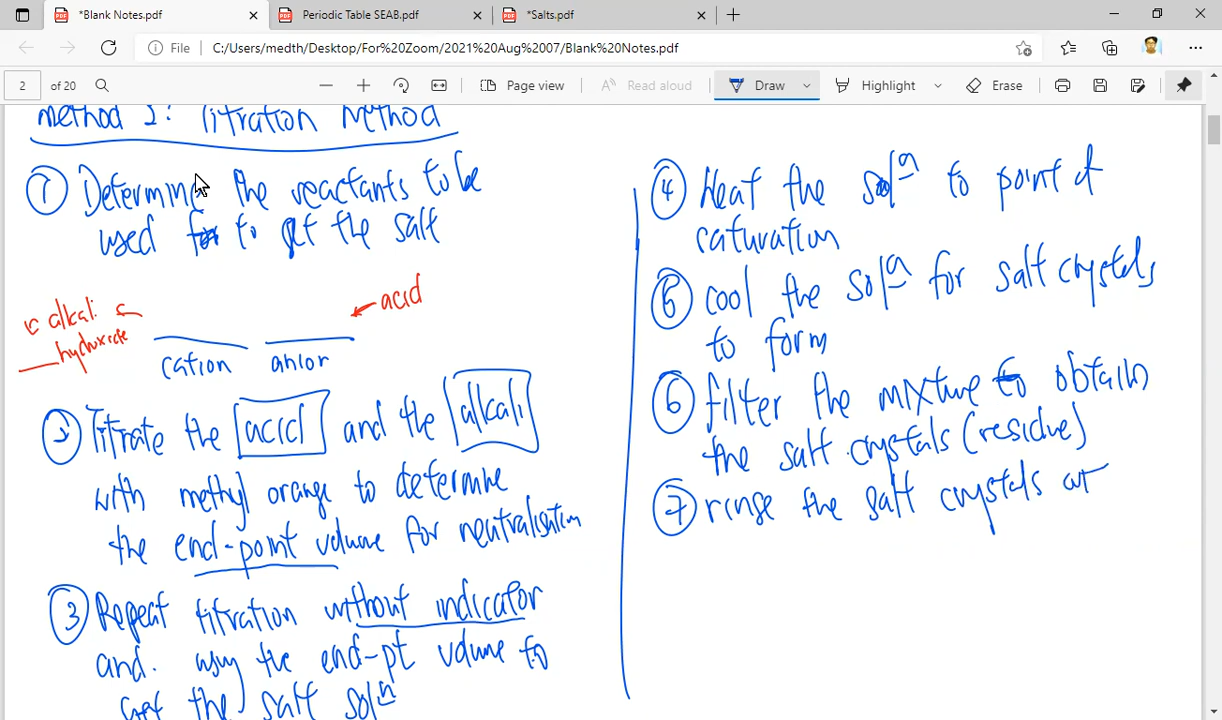 *Blank Notes.pdf
Periodic Table SEAB.pdf
*Salts.pdf
File
C:/Users/medth/Desktop/For%20Zoom/2021%20Aug%2007/Blank%20Notes.pdf
2
of 20
Page view
Read aloud
Draw
Highlight
Erase
Method 2: Titration Method
① Determine the reactants to be
used for to get the salt
acid
alkali
hydroxide
cation anion
② Titrate the acid and the alkali
with methyl orange to determine
the end-point volume for neutralisation
③ Repeat titration without indicator
and. using the end-pt volume to
get the salt solⁿ
④ Heat the solⁿ to point of
saturation
⑤ cool the solⁿ for salt crystals
to form
⑥ filter the mixture to obtain
the salt crystals (residue)
⑦ rinse the salt crystals